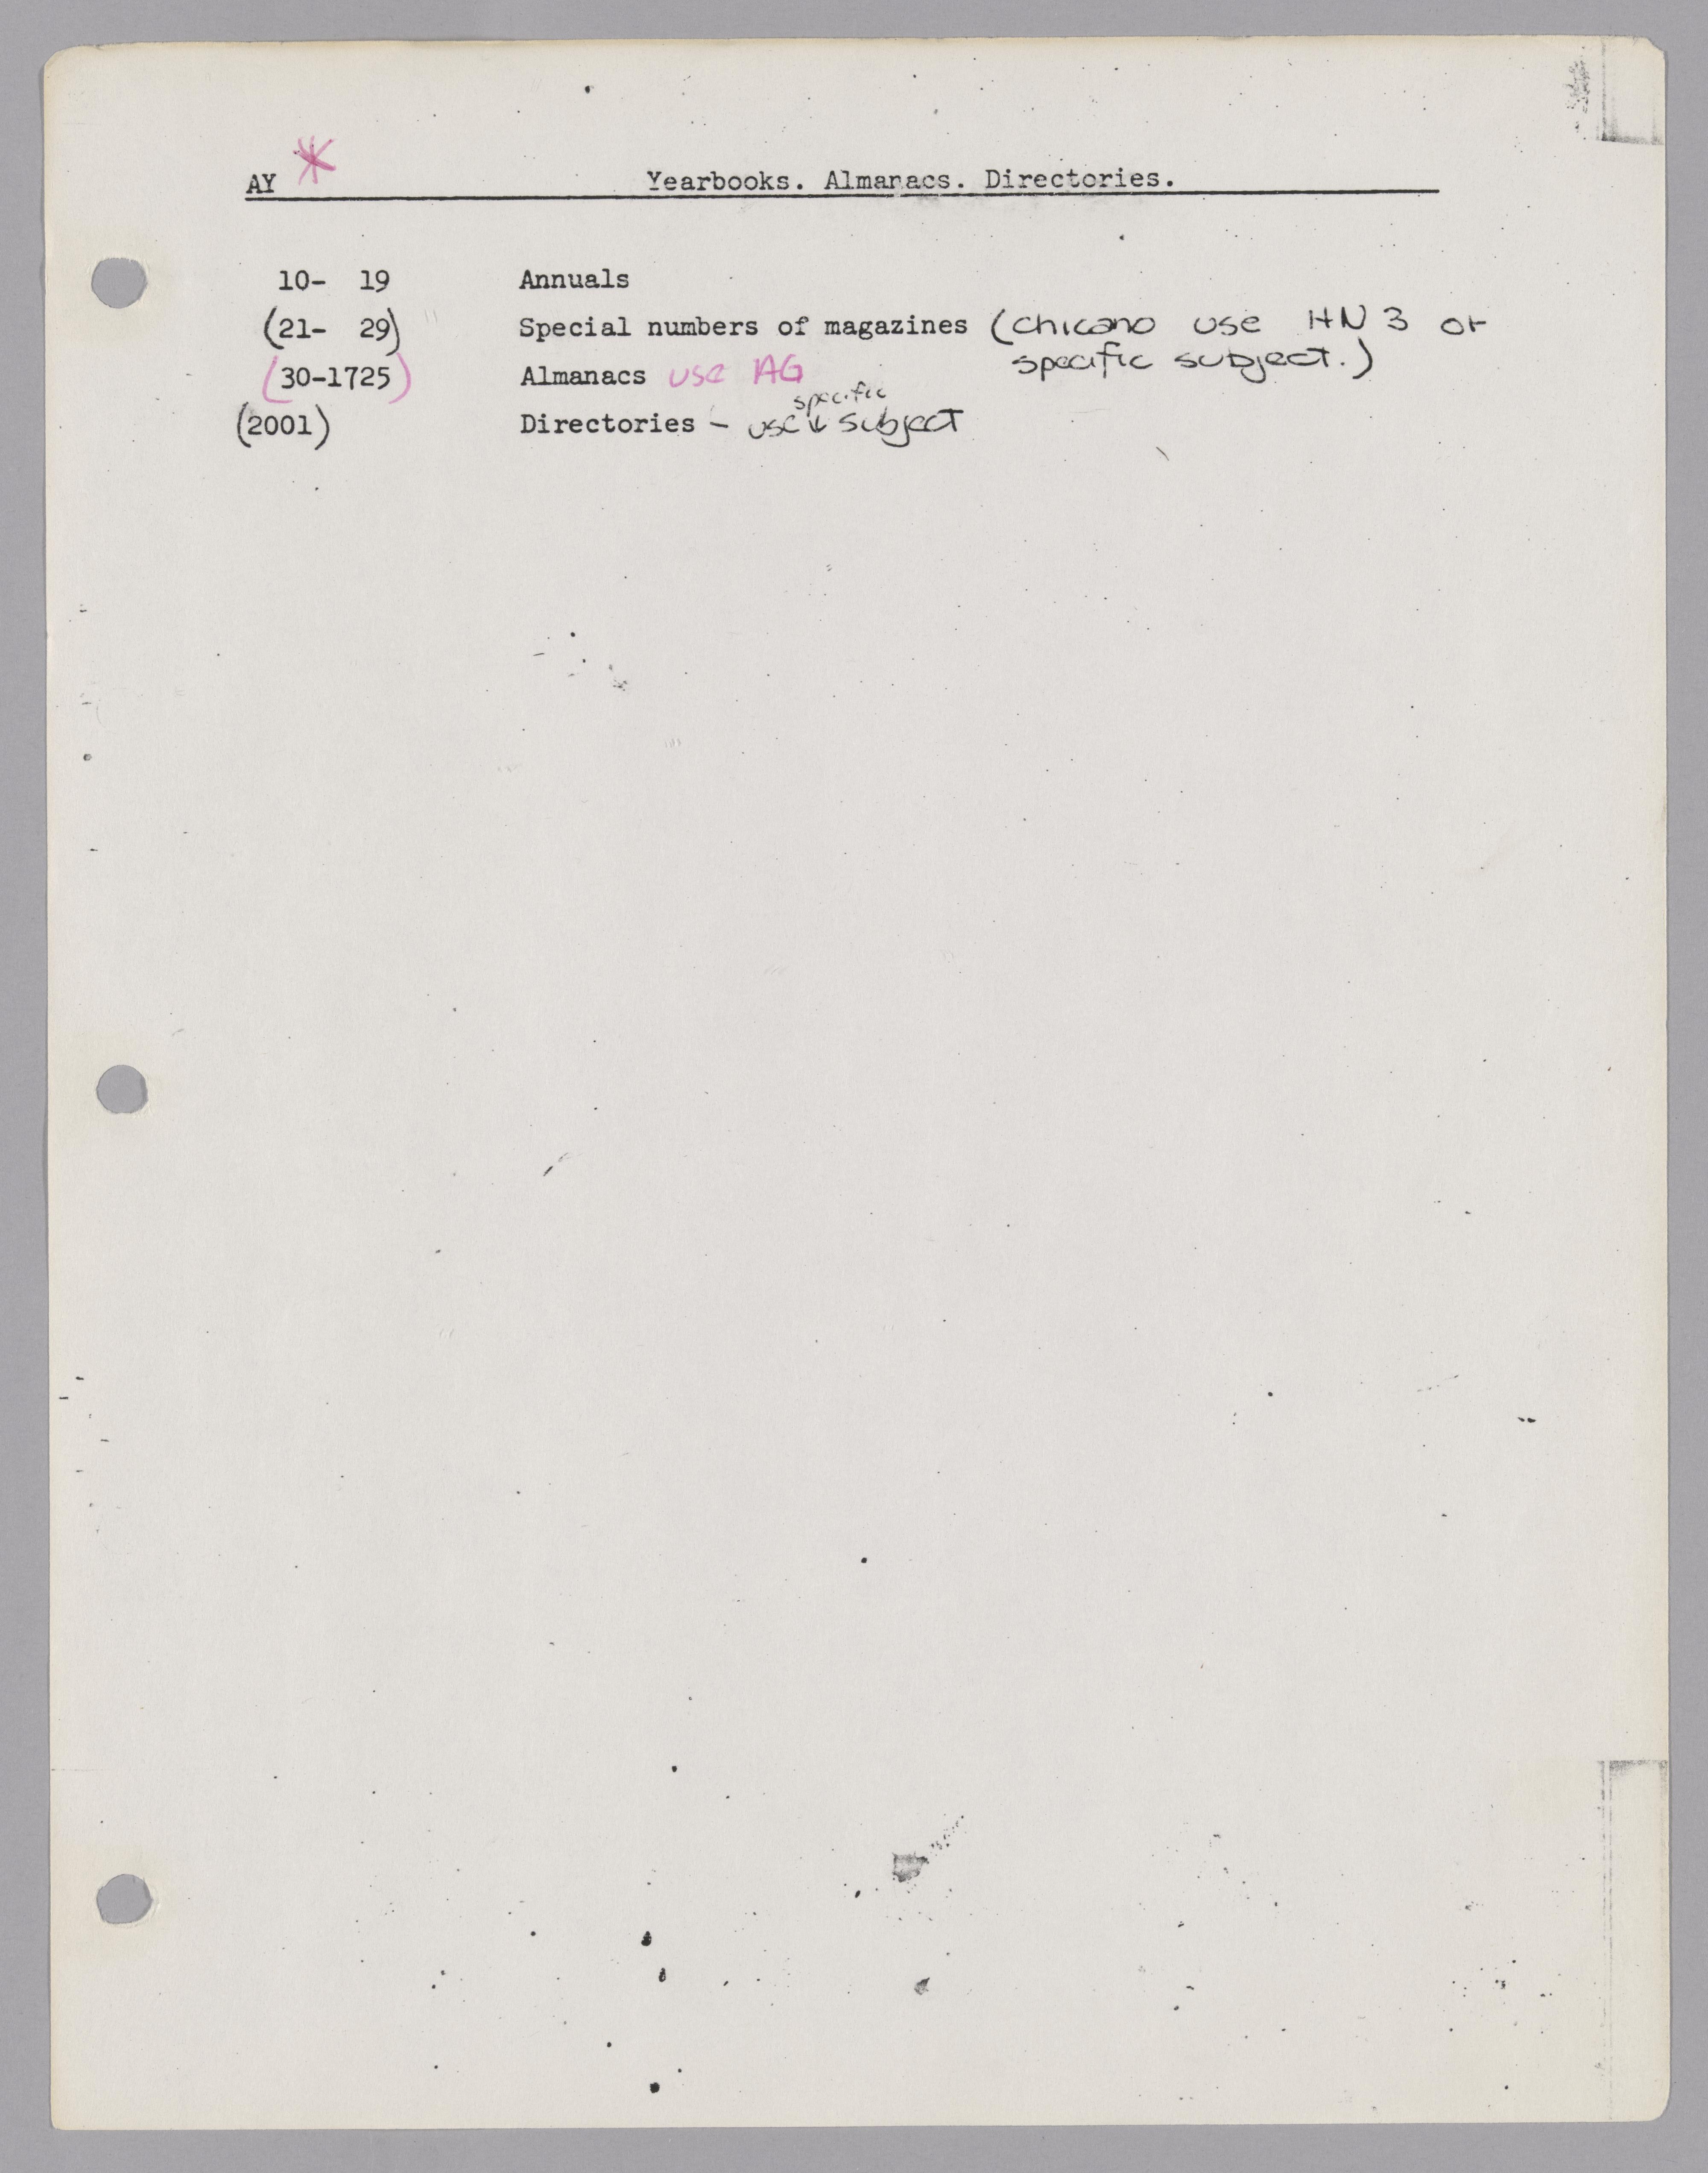 AY * Yearbooks. Almanacs. Directories.
10- 19 Annuals
(21- 29) Special numbers of magazines (chicano use HN 3 or
specific subject.)
(30-1725) Almanacs use AG
(2001) Directories - use specific subject